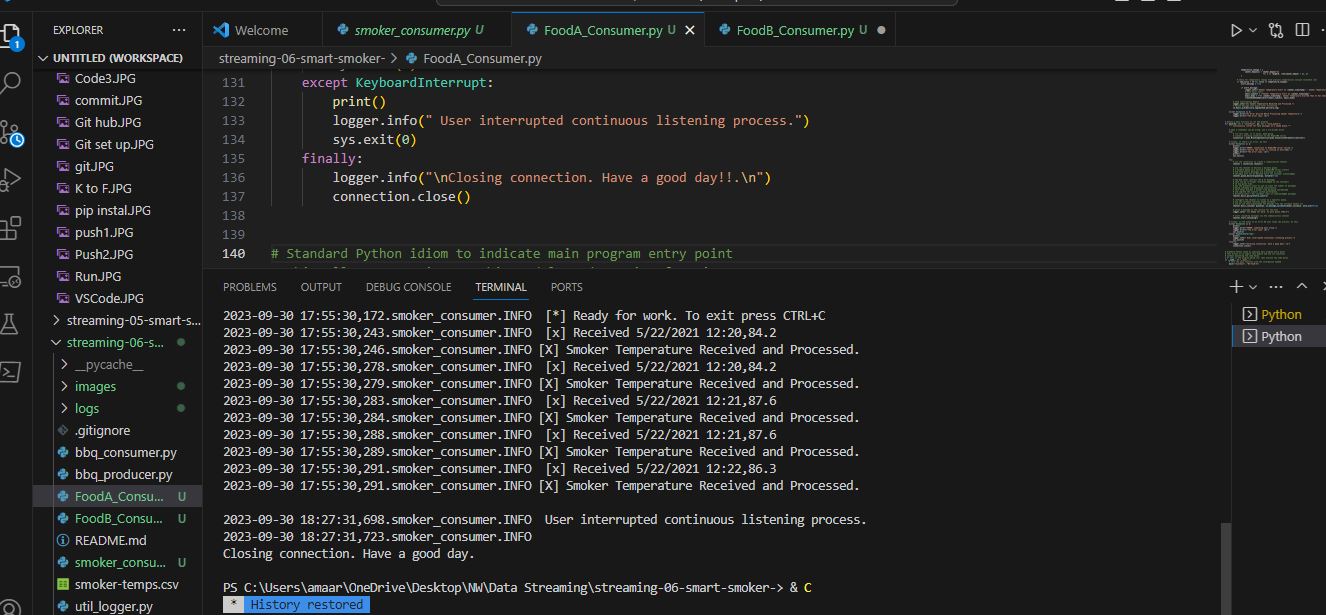 EXPLORER
UNTITLED (WORKSPACE)
Code3.JPG
commit.JPG
Git hub.JPG
Git set up.JPG
git.JPG
K to F.JPG
pip instal.JPG
push1.JPG
Push2.JPG
Run.JPG
VSCode.JPG
streaming-05-smart-s...
streaming-06-s...
__pycache__
images
logs
.gitignore
bbq_consumer.py
bbq_producer.py
FoodA_Consu... U
FoodB_Consu... U
README.md
smoker_consu... U
smoker-temps.csv
util_logger.py
1
Welcome
smoker_consumer.py U
FoodA_Consumer.py U
FoodB_Consumer.py U
streaming-06-smart-smoker- > FoodA_Consumer.py
131 except KeyboardInterrupt:
132 print()
133 logger.info(" User interrupted continuous listening process.")
134 sys.exit(0)
135 finally:
136 logger.info("\nClosing connection. Have a good day!!.\n")
137 connection.close()
138
139
140 # Standard Python idiom to indicate main program entry point
PROBLEMS OUTPUT DEBUG CONSOLE TERMINAL PORTS
2023-09-30 17:55:30,172.smoker_consumer.INFO [*] Ready for work. To exit press CTRL+C
2023-09-30 17:55:30,243.smoker_consumer.INFO [x] Received 5/22/2021 12:20,84.2
2023-09-30 17:55:30,246.smoker_consumer.INFO [X] Smoker Temperature Received and Processed.
2023-09-30 17:55:30,278.smoker_consumer.INFO [x] Received 5/22/2021 12:20,84.2
2023-09-30 17:55:30,279.smoker_consumer.INFO [X] Smoker Temperature Received and Processed.
2023-09-30 17:55:30,283.smoker_consumer.INFO [x] Received 5/22/2021 12:21,87.6
2023-09-30 17:55:30,284.smoker_consumer.INFO [X] Smoker Temperature Received and Processed.
2023-09-30 17:55:30,288.smoker_consumer.INFO [x] Received 5/22/2021 12:21,87.6
2023-09-30 17:55:30,289.smoker_consumer.INFO [X] Smoker Temperature Received and Processed.
2023-09-30 17:55:30,291.smoker_consumer.INFO [x] Received 5/22/2021 12:22,86.3
2023-09-30 17:55:30,291.smoker_consumer.INFO [X] Smoker Temperature Received and Processed.
2023-09-30 18:27:31,698.smoker_consumer.INFO User interrupted continuous listening process.
2023-09-30 18:27:31,723.smoker_consumer.INFO
Closing connection. Have a good day.
PS C:\Users\amaar\OneDrive\Desktop\NW\Data Streaming\streaming-06-smart-smoker-> & C
* History restored
Python
Python